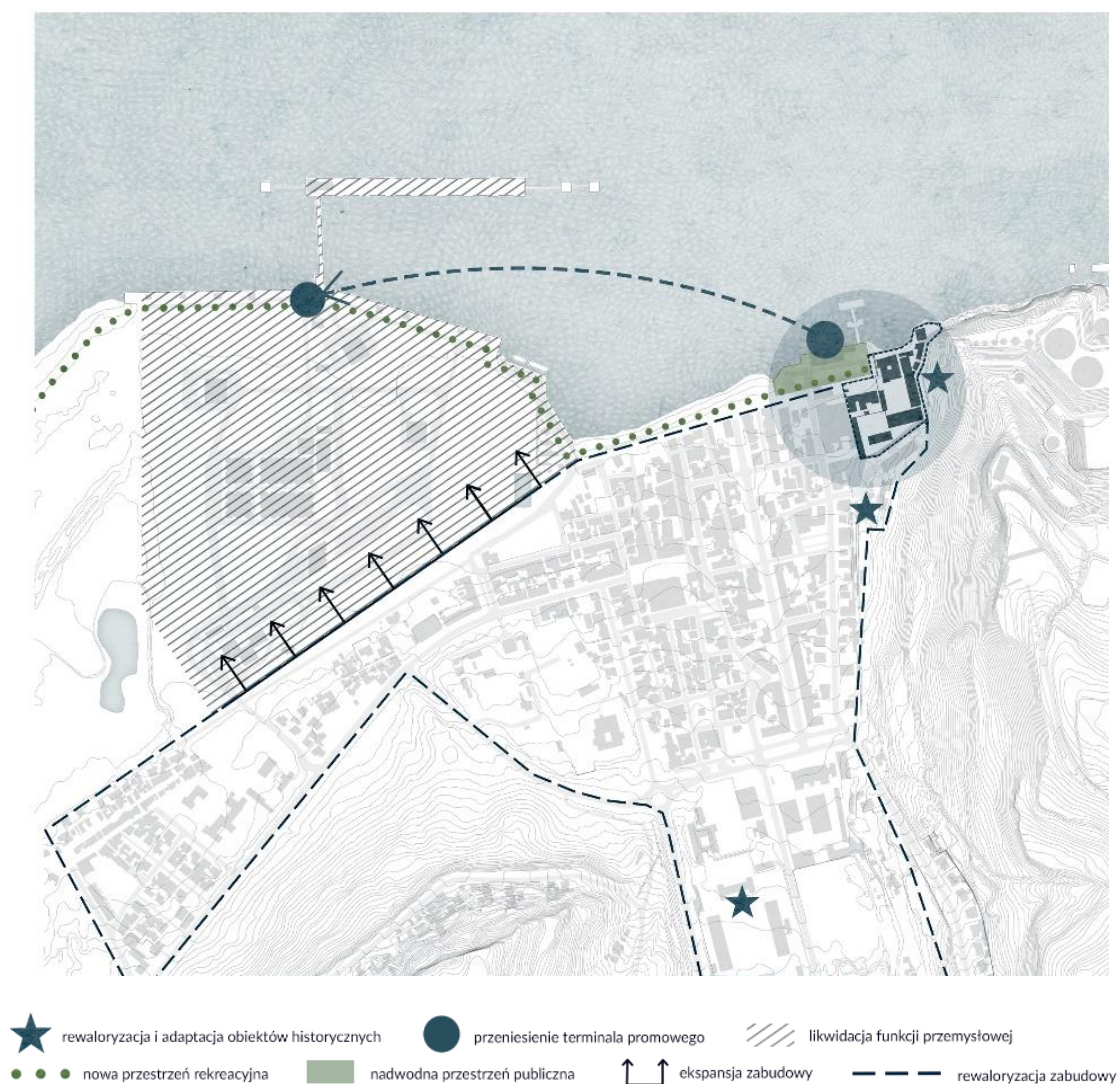 rewaloryzacja i adaptacja obiektów historycznych przeniesienie terminala promowego likwidacja funkcji przemysłowej
nowa przestrzeń rekreacyjna nadwodna przestrzeń publiczna ekspansja zabudowy rewaloryzacja zabudowy